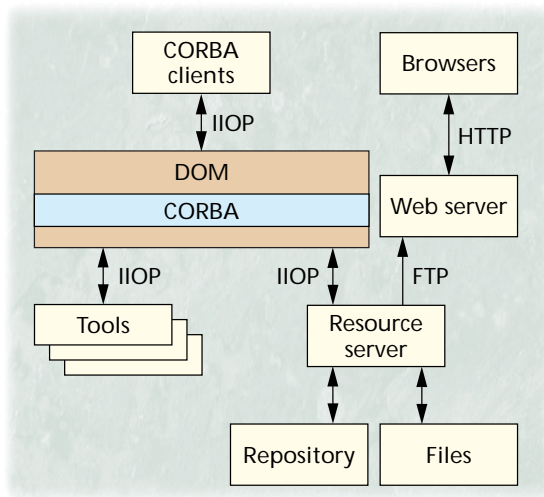 CORBA
clients
Browsers
IIOP
HTTP
DOM
CORBA
Web server
IIOP
IIOP
FTP
Tools
Resource
server
Repository
Files